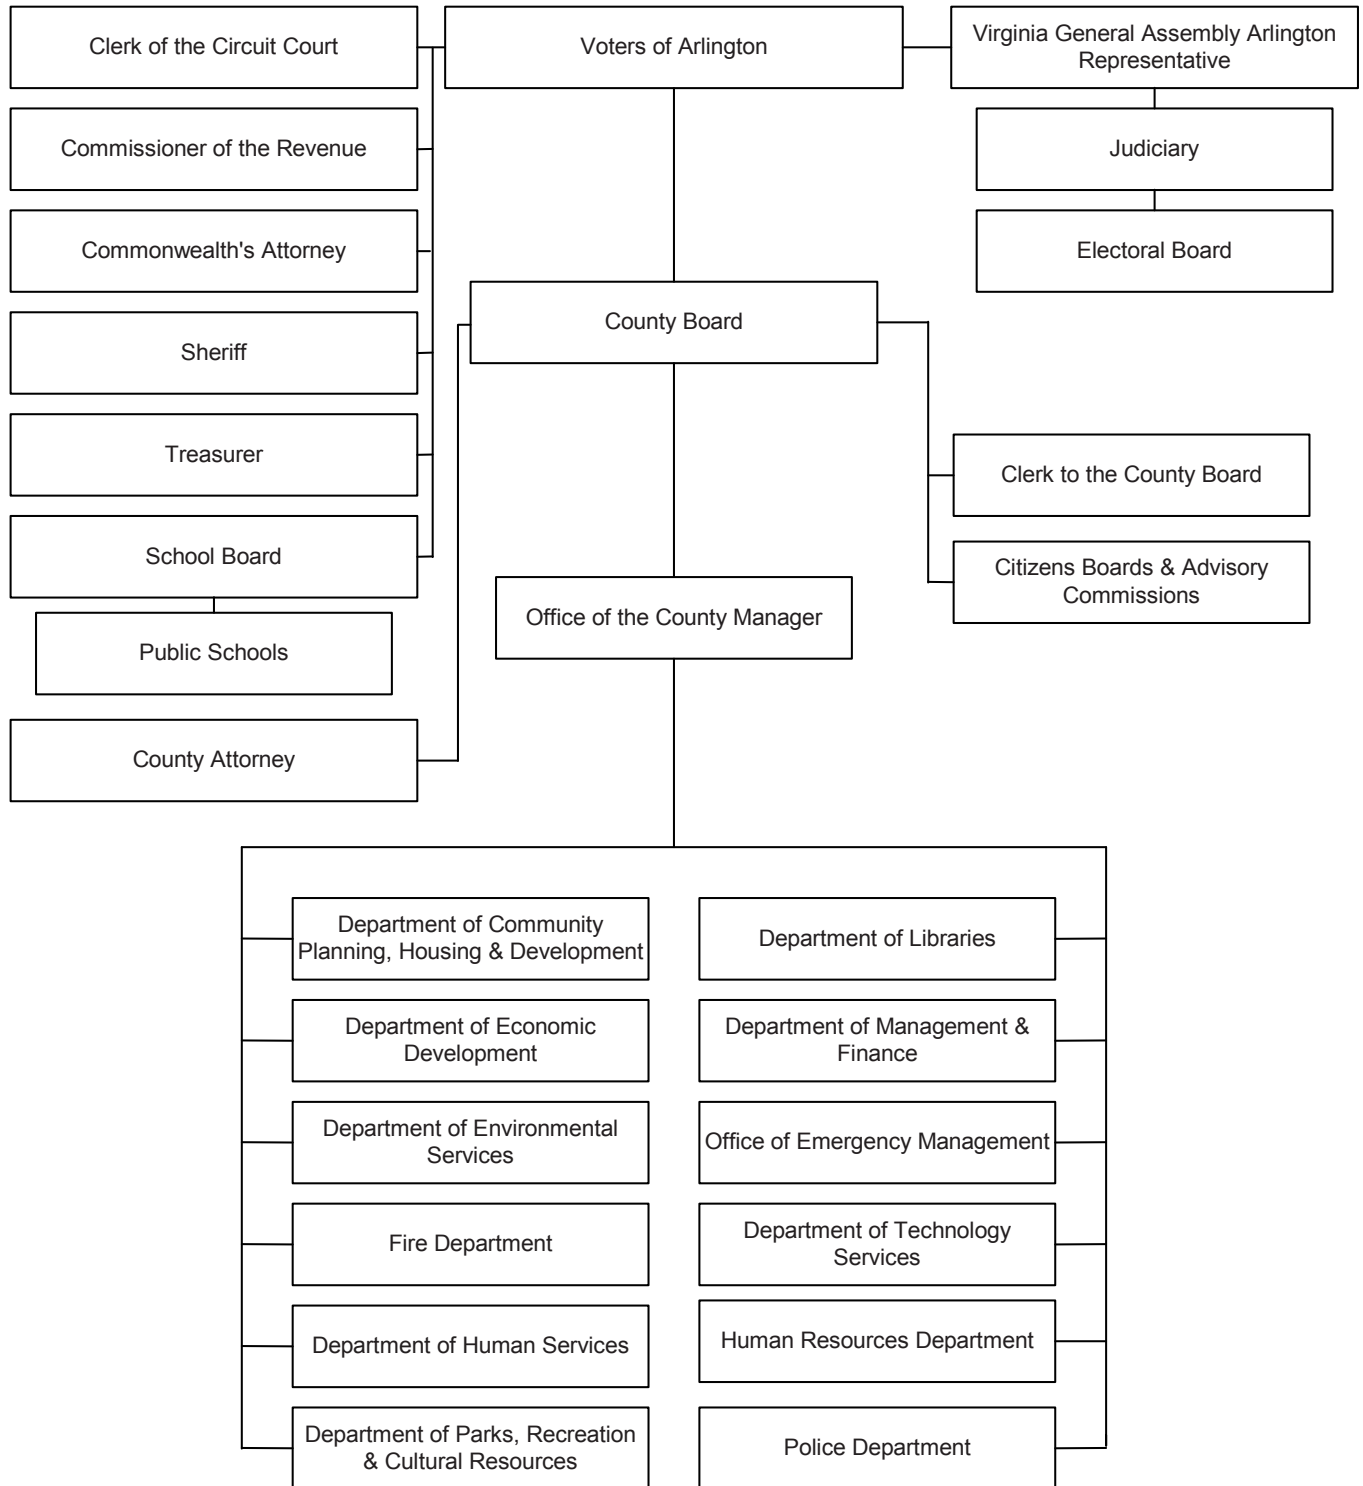 Clerk of the Circuit Court
Voters of Arlington
Virginia General Assembly Arlington
Representative
Commissioner of the Revenue
Judiciary
Commonwealth's Attorney
Electoral Board
County Board
Sheriff
Treasurer
Clerk to the County Board
School Board
Citizens Boards & Advisory
Commissions
Office of the County Manager
Public Schools
County Attorney
Department of Community
Planning, Housing & Development
Department of Libraries
Department of Economic
Development
Department of Management &
Finance
Department of Environmental
Services
Office of Emergency Management
Fire Department
Department of Technology
Services
Department of Human Services
Human Resources Department
Department of Parks, Recreation
& Cultural Resources
Police Department